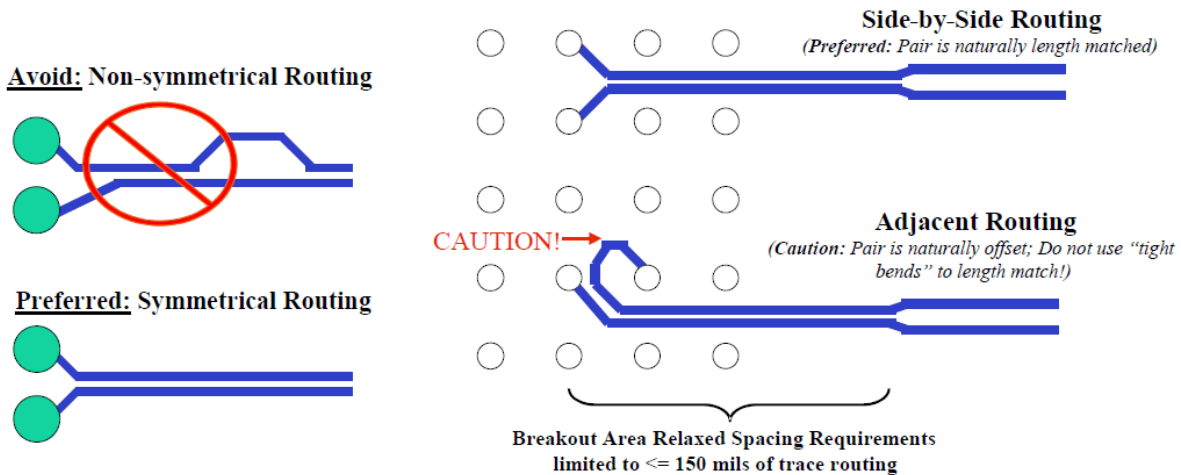 Avoid: Non-symmetrical Routing
Preferred: Symmetrical Routing
Side-by-Side Routing
(Preferred: Pair is naturally length matched)
CAUTION!
Adjacent Routing
(Caution: Pair is naturally offset; Do not use “tight
bends” to length match!)
Breakout Area Relaxed Spacing Requirements
limited to <= 150 mils of trace routing